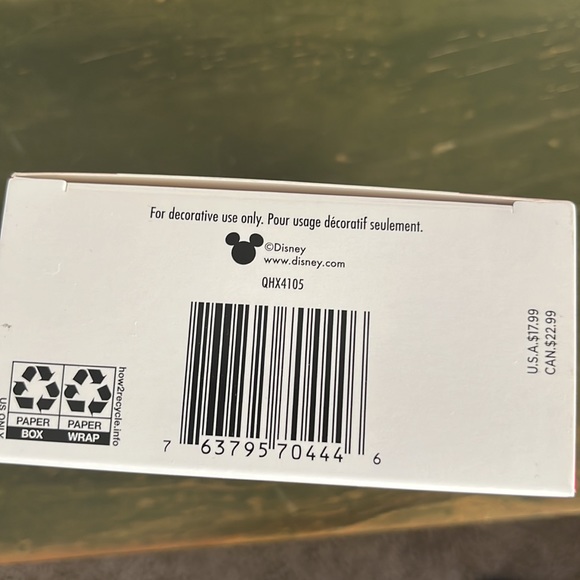 For decorative use only. Pour usage décoratif seulement.
©Disney
www.disney.com
QHX4105
U.S.A.$17.99
CAN.$22.99
how2recycle.info
PAPER PAPER
BOX WRAP
US ONLY
7 63795 70444 6